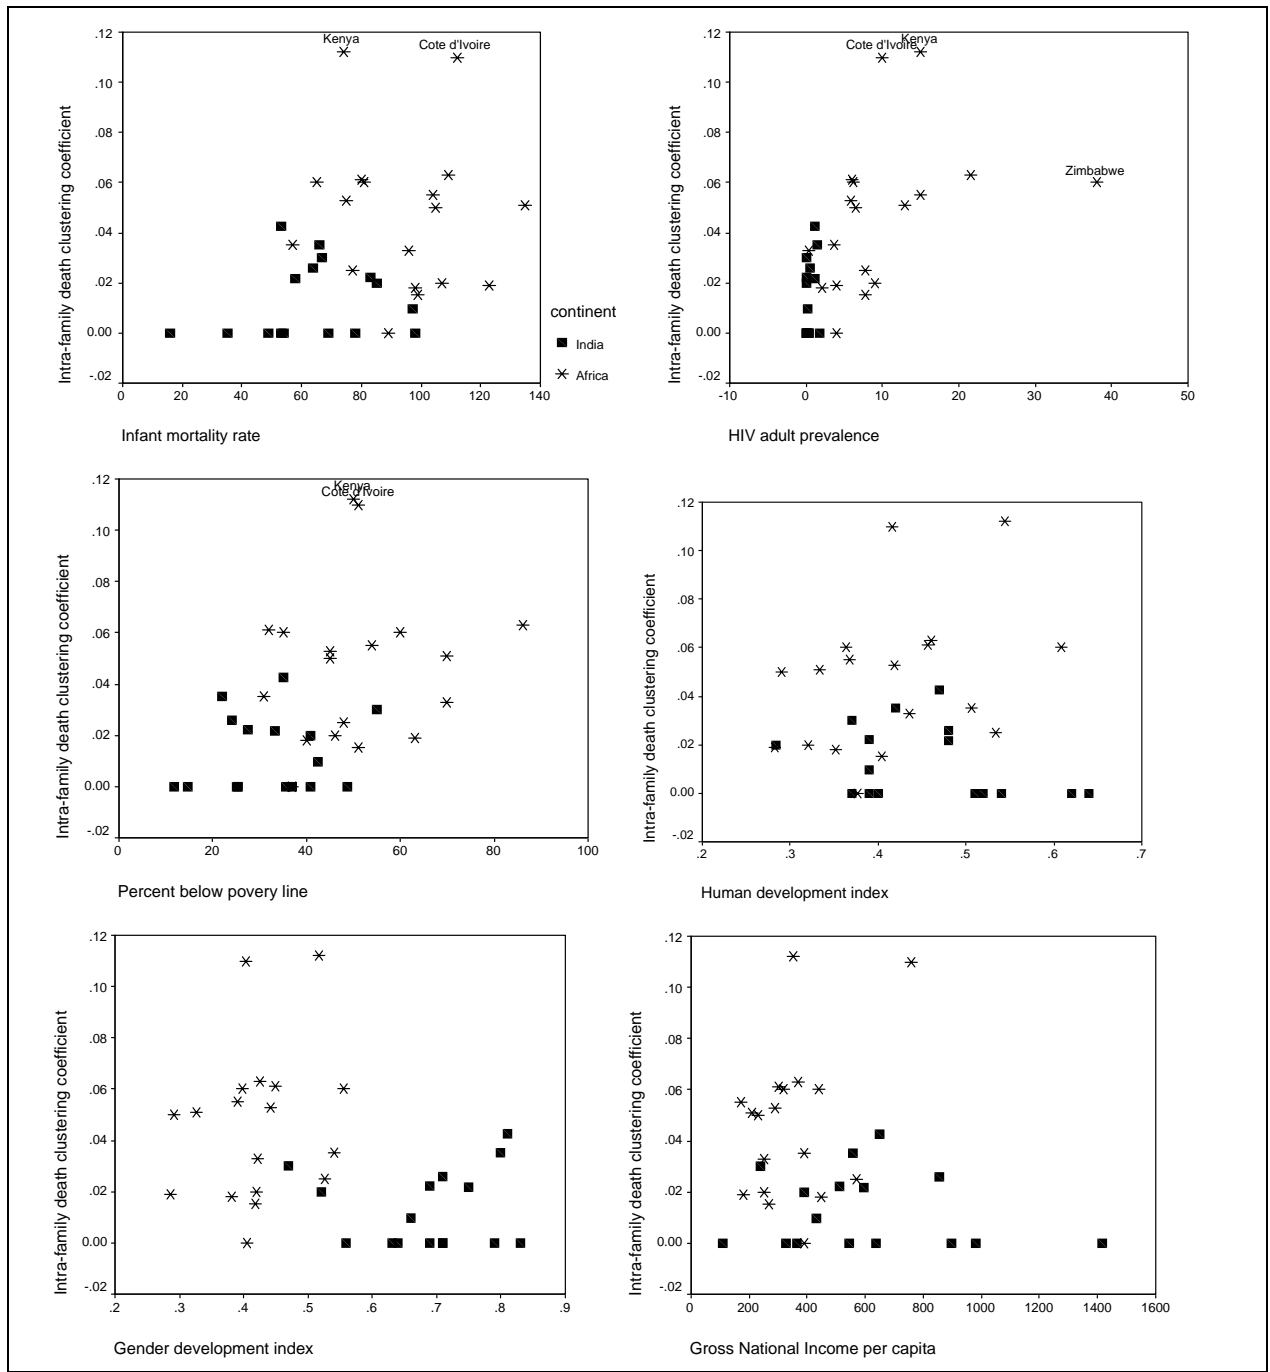 Kenya
Cote d'Ivoire
Intra-family death clustering coefficient
.12
.10
.08
.06
.04
.02
0.00
-.02
0 20 40 60 80 100 120 140
Infant mortality rate
continent
India
Africa
Kenya
Cote d'Ivoire
Zimbabwe
Intra-family death clustering coefficient
.12
.10
.08
.06
.04
.02
0.00
-.02
-10 0 10 20 30 40 50
HIV adult prevalence
Kenya
Cote d'Ivoire
Intra-family death clustering coefficient
.12
.10
.08
.06
.04
.02
0.00
-.02
0 20 40 60 80 100
Percent below povery line
Intra-family death clustering coefficient
.12
.10
.08
.06
.04
.02
0.00
-.02
.2 .3 .4 .5 .6 .7
Human development index
Intra-family death clustering coefficient
.12
.10
.08
.06
.04
.02
0.00
-.02
.2 .3 .4 .5 .6 .7 .8 .9
Gender development index
Intra-family death clustering coefficient
.12
.10
.08
.06
.04
.02
0.00
-.02
0 200 400 600 800 1000 1200 1400 1600
Gross National Income per capita